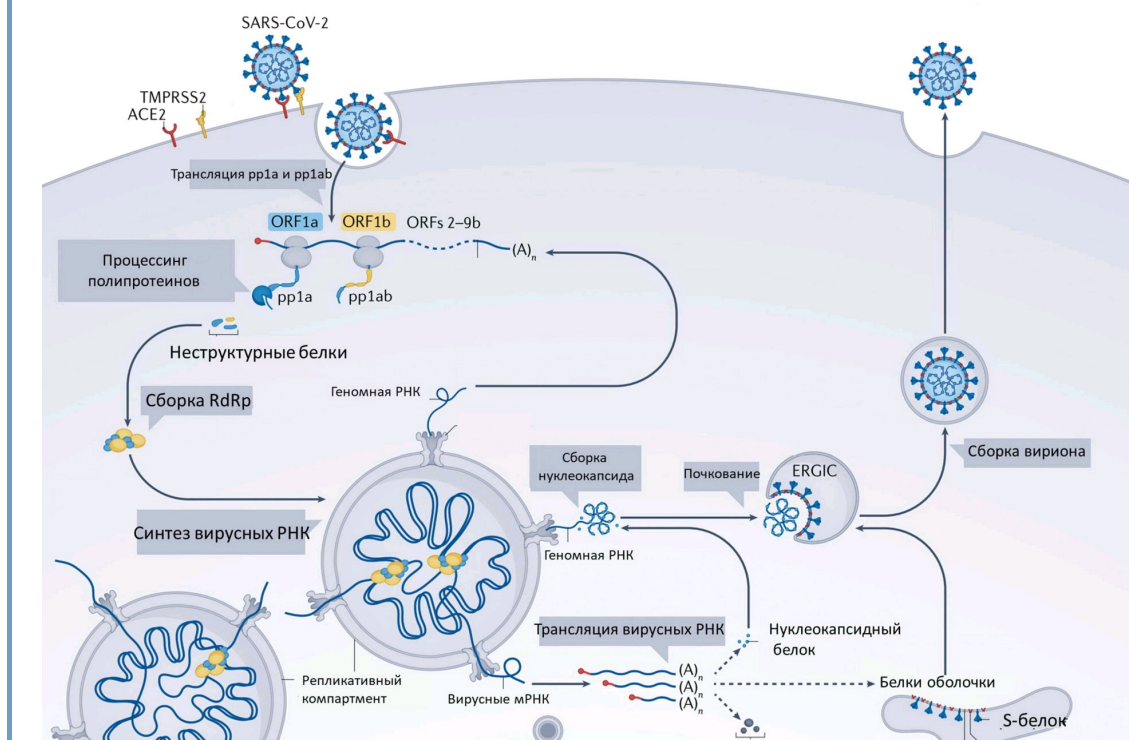 SARS-CoV-2
TMPRSS2
ACE2
Трансляция pp1a и pp1ab
ORF1a
ORF1b
ORFs 2–9b
(A)n
Процессинг
полипротеинов
pp1a
pp1ab
Неструктурные белки
Сборка RdRp
Геномная РНК
Синтез вирусных РНК
Сборка
нуклеокапсида
Геномная РНК
Почкование
ERGIC
Сборка вириона
Трансляция вирусных РНК
Нуклеокапсидный
белок
(A)n
(A)n
(A)n
Репликативный
компартмент
Вирусные мРНК
Белки оболочки
S-белок